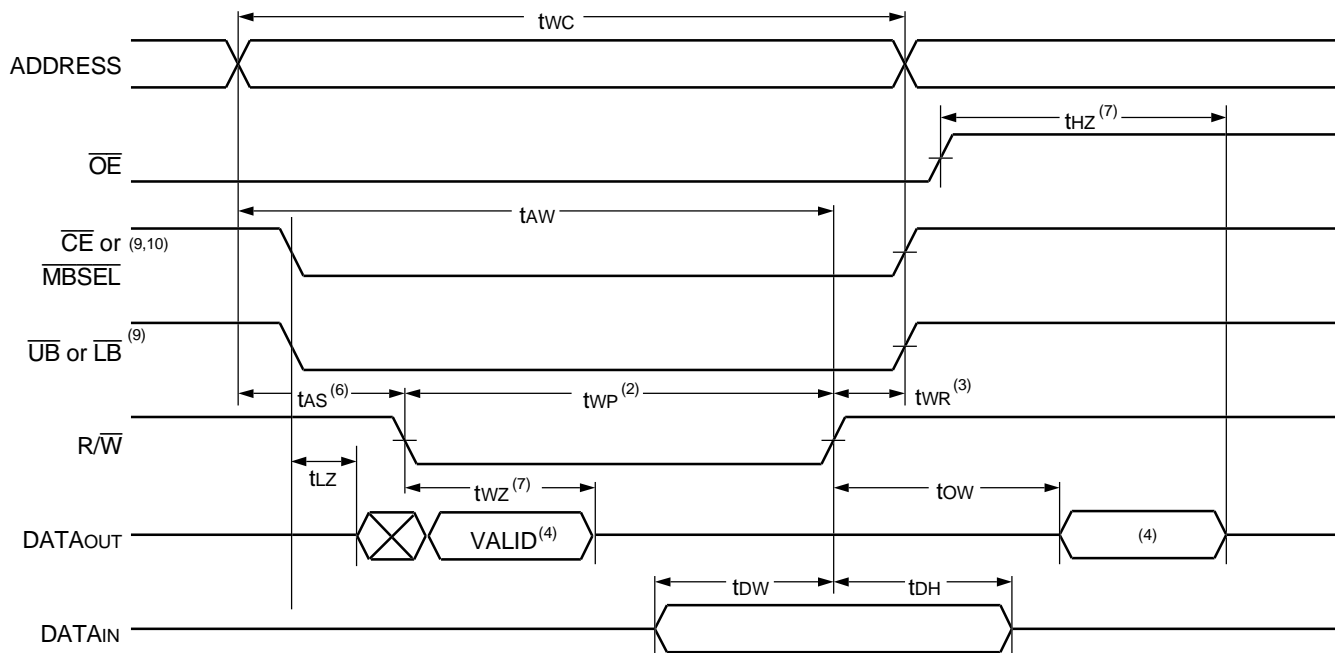 tWC
ADDRESS
tHZ (7)
OE
tAW
CE or (9,10)
MBSEL
UB or LB (9)
tAS (6) tWP (2) tWR (3)
R/W
tLZ
tWZ (7) tOW
DATAOUT VALID (4) (4)
tDW tDH
DATAIN